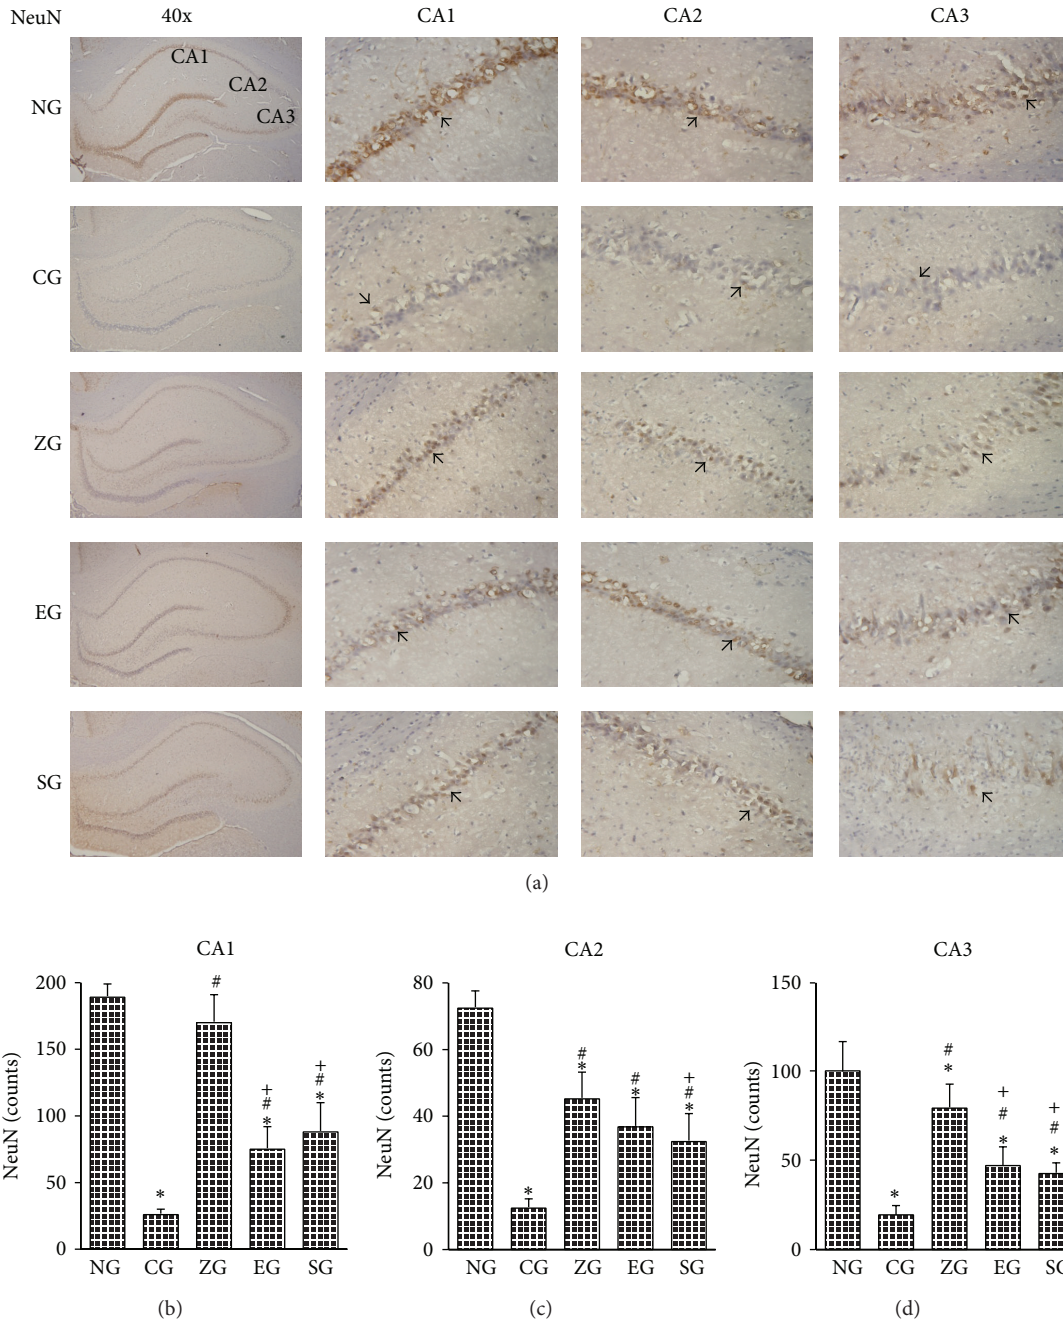 NeuN 40x CA1 CA2 CA3
NG
CA1
CA2
CA3
CG
ZG
EG
SG
(a)
CA1
200
150
100
50
0
NeuN (counts)
*
#
+
#
*
+
#
*
NG CG ZG EG SG
(b)
CA2
80
60
40
20
0
NeuN (counts)
*
#
*
#
*
+
#
*
NG CG ZG EG SG
(c)
CA3
150
100
50
0
NeuN (counts)
*
#
*
+
#
*
+
#
*
NG CG ZG EG SG
(d)